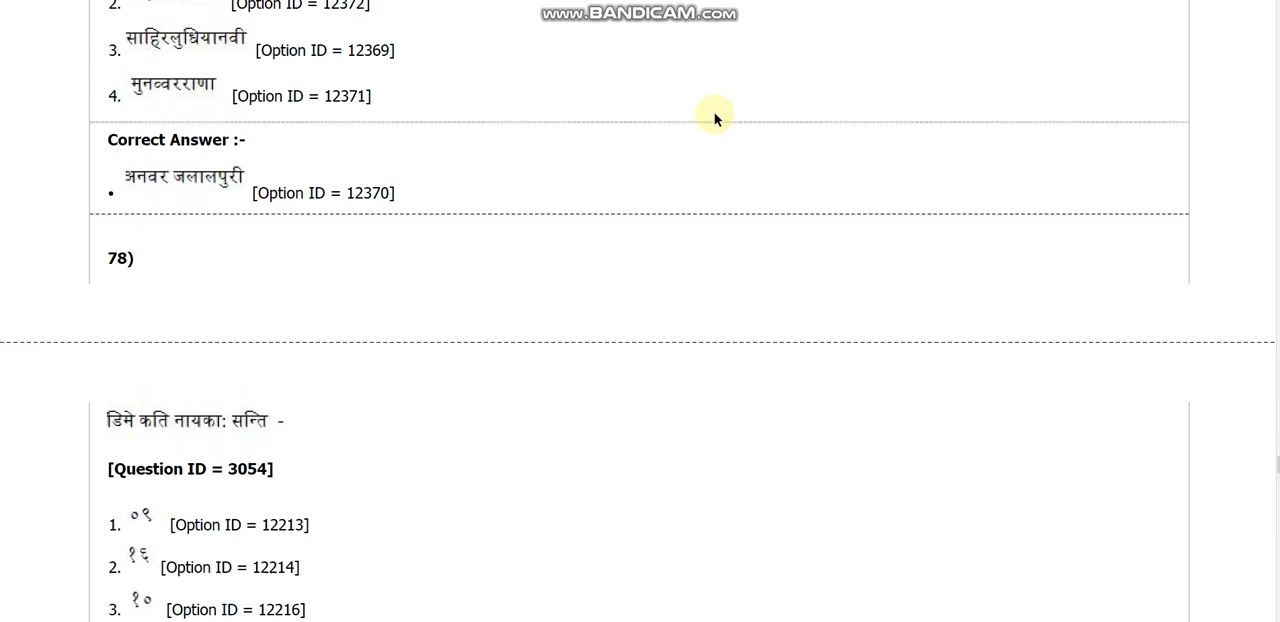 2. [Option ID = 12372]
www.BANDICAM.com
3. साहिरलुधियानवी [Option ID = 12369]
4. मुनव्वरराणा [Option ID = 12371]
Correct Answer :-
• अनवर जलालपुरी [Option ID = 12370]
78)
डिमे कति नायका: सन्ति -
[Question ID = 3054]
1. ०९ [Option ID = 12213]
2. १६ [Option ID = 12214]
3. १० [Option ID = 12216]